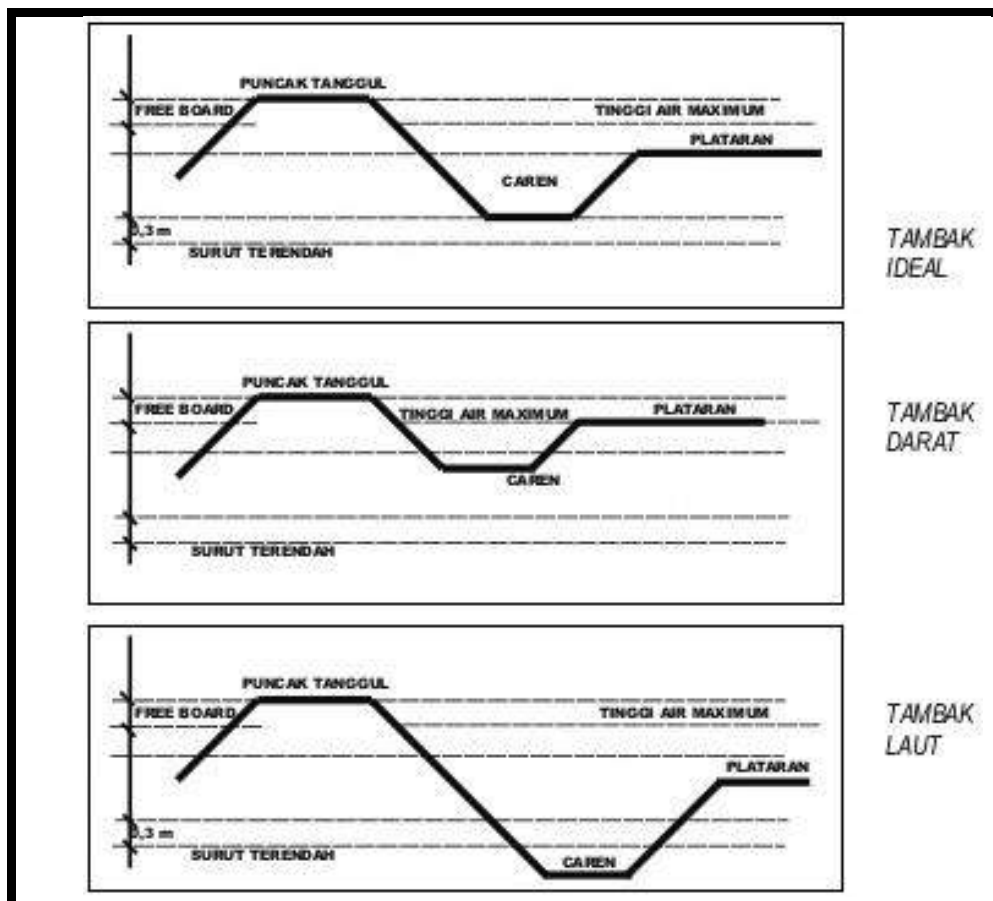 PUNCAK TANGGUL
FREE BOARD
TINGGI AIR MAXIMUM
PLATARAN
CAREN
0,3 m
SURUT TERENDAH
TAMBAK
IDEAL
PUNCAK TANGGUL
FREE BOARD
TINGGI AIR MAXIMUM
PLATARAN
CAREN
SURUT TERENDAH
TAMBAK
DARAT
PUNCAK TANGGUL
FREE BOARD
TINGGI AIR MAXIMUM
PLATARAN
0,3 m
SURUT TERENDAH
CAREN
TAMBAK
LAUT